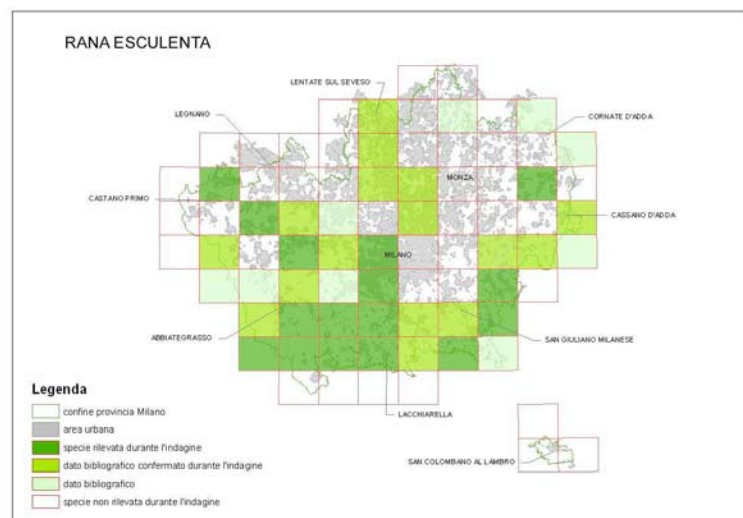 RANA ESCULENTA
LENTATE SUL SEVESO
LEGNANO
CORNATE D'ADDA
MONZA
CASTANO PRIMO
CASSANO D'ADDA
MILANO
ABBIATEGRASSO
SAN GIULIANO MILANESE
LACCHIARELLA
SAN COLOMBANO AL LAMBRO
Legenda
confine provincia Milano
area urbana
specie rilevata durante l'indagine
dato bibliografico confermato durante l'indagine
dato bibliografico
specie non rilevata durante l'indagine